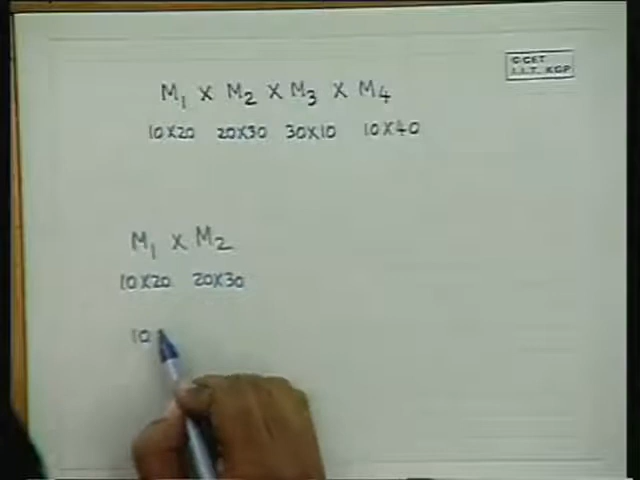 CCET
I.I.T. KGP
M₁ x M₂ x M₃ x M₄
10x20 20x30 30x10 10x40
M₁ x M₂
10x20 20x30
10